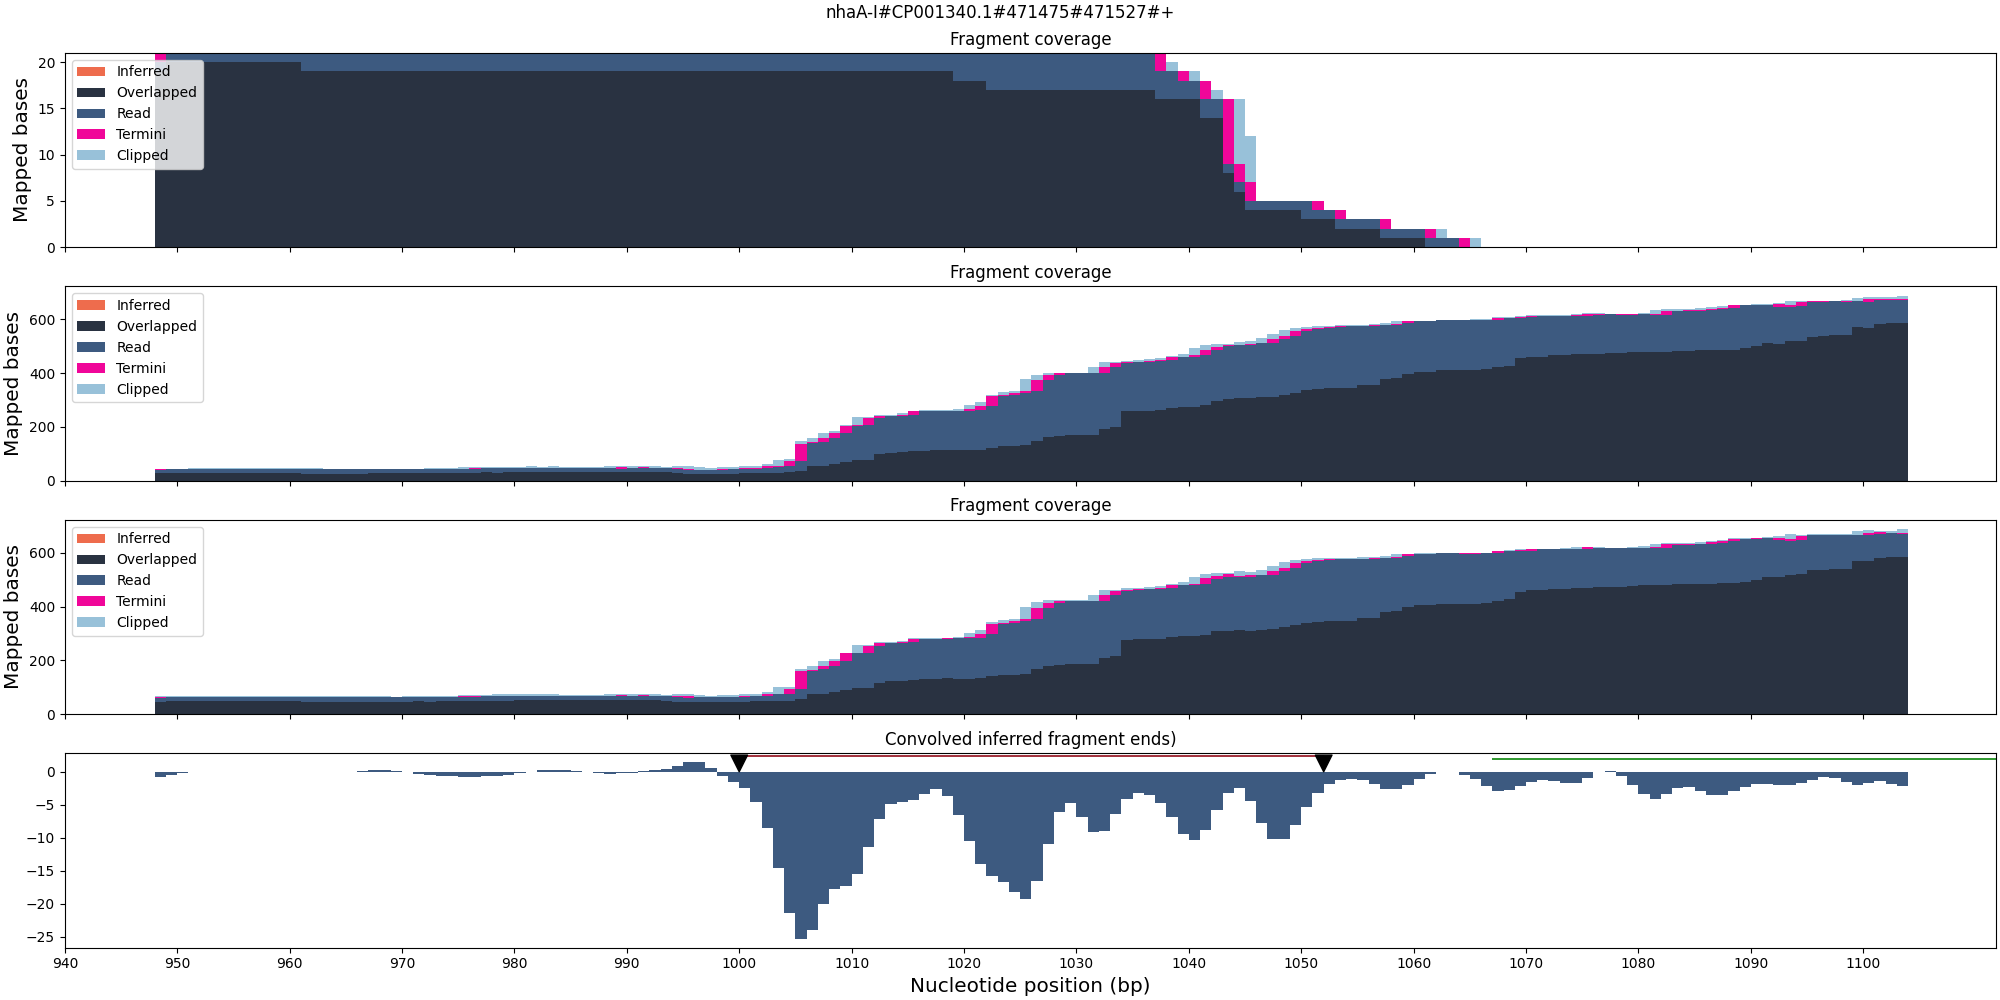 nhaA-I#CP001340.1#471475#471527#+
Fragment coverage
Mapped bases
20
15
10
5
0
Inferred
Overlapped
Read
Termini
Clipped
Fragment coverage
Mapped bases
600
400
200
0
Inferred
Overlapped
Read
Termini
Clipped
Fragment coverage
Mapped bases
600
400
200
0
Inferred
Overlapped
Read
Termini
Clipped
Convolved inferred fragment ends)
0
−5
−10
−15
−20
−25
940 950 960 970 980 990 1000 1010 1020 1030 1040 1050 1060 1070 1080 1090 1100
Nucleotide position (bp)